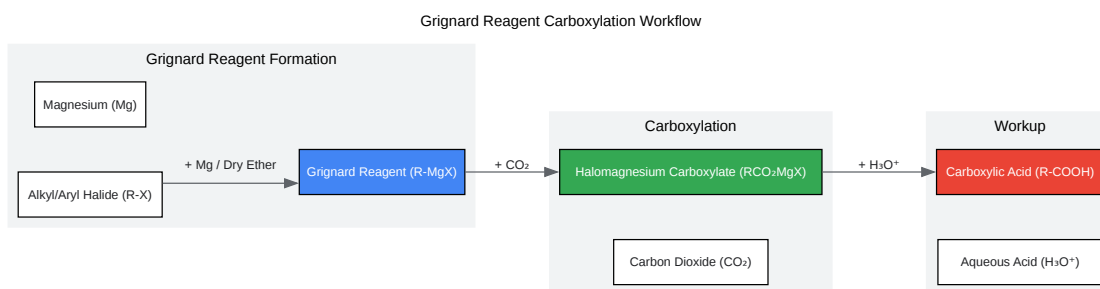 Grignard Reagent Carboxylation Workflow
Grignard Reagent Formation
Magnesium (Mg)
Alkyl/Aryl Halide (R-X)
+ Mg / Dry Ether
Grignard Reagent (R-MgX)
+ CO₂
Carboxylation
Halomagnesium Carboxylate (RCO₂MgX)
Carbon Dioxide (CO₂)
+ H₃O⁺
Workup
Carboxylic Acid (R-COOH)
Aqueous Acid (H₃O⁺)